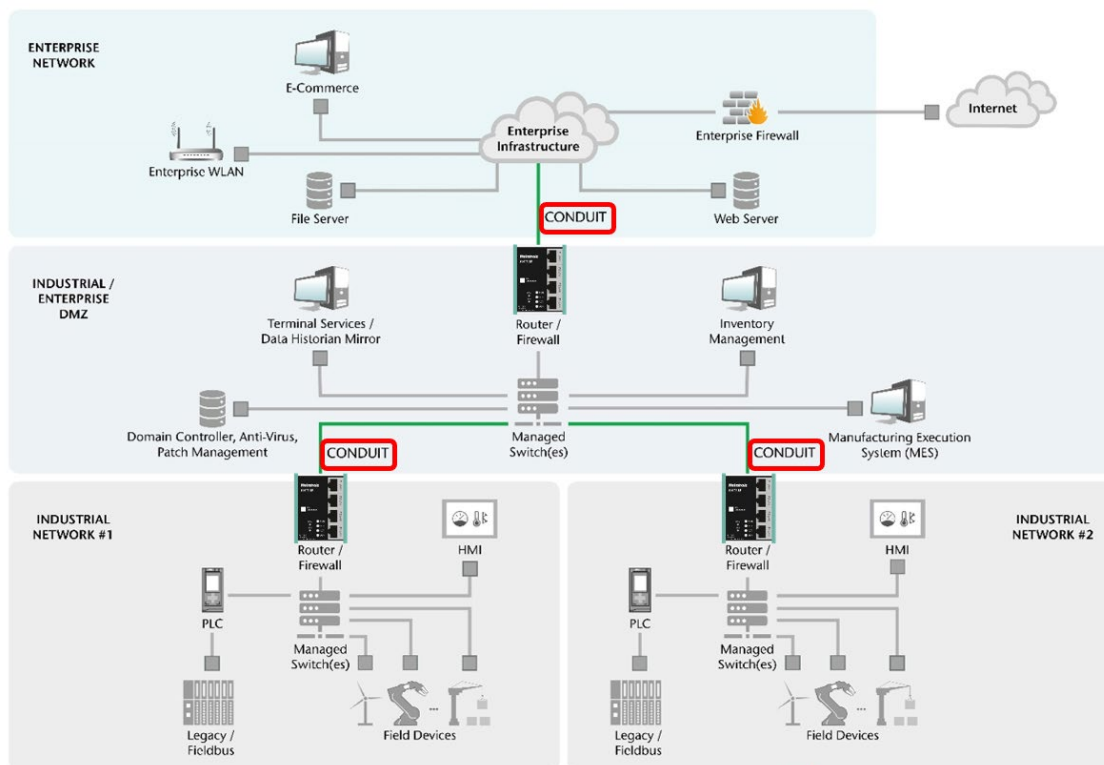 ENTERPRISE
NETWORK
E-Commerce
Enterprise
Infrastructure
Enterprise Firewall
Internet
Enterprise WLAN
File Server
CONDUIT
Web Server
INDUSTRIAL /
ENTERPRISE
DMZ
Terminal Services /
Data Historian Mirror
Router /
Firewall
Inventory
Management
Domain Controller, Anti-Virus,
Patch Management
Managed
Switch(es)
Manufacturing Execution
System (MES)
CONDUIT
CONDUIT
INDUSTRIAL
NETWORK #1
Router /
Firewall
HMI
PLC
Managed
Switch(es)
Legacy /
Fieldbus
...
Field Devices
INDUSTRIAL
NETWORK #2
Router /
Firewall
HMI
PLC
Managed
Switch(es)
Legacy /
Fieldbus
...
Field Devices